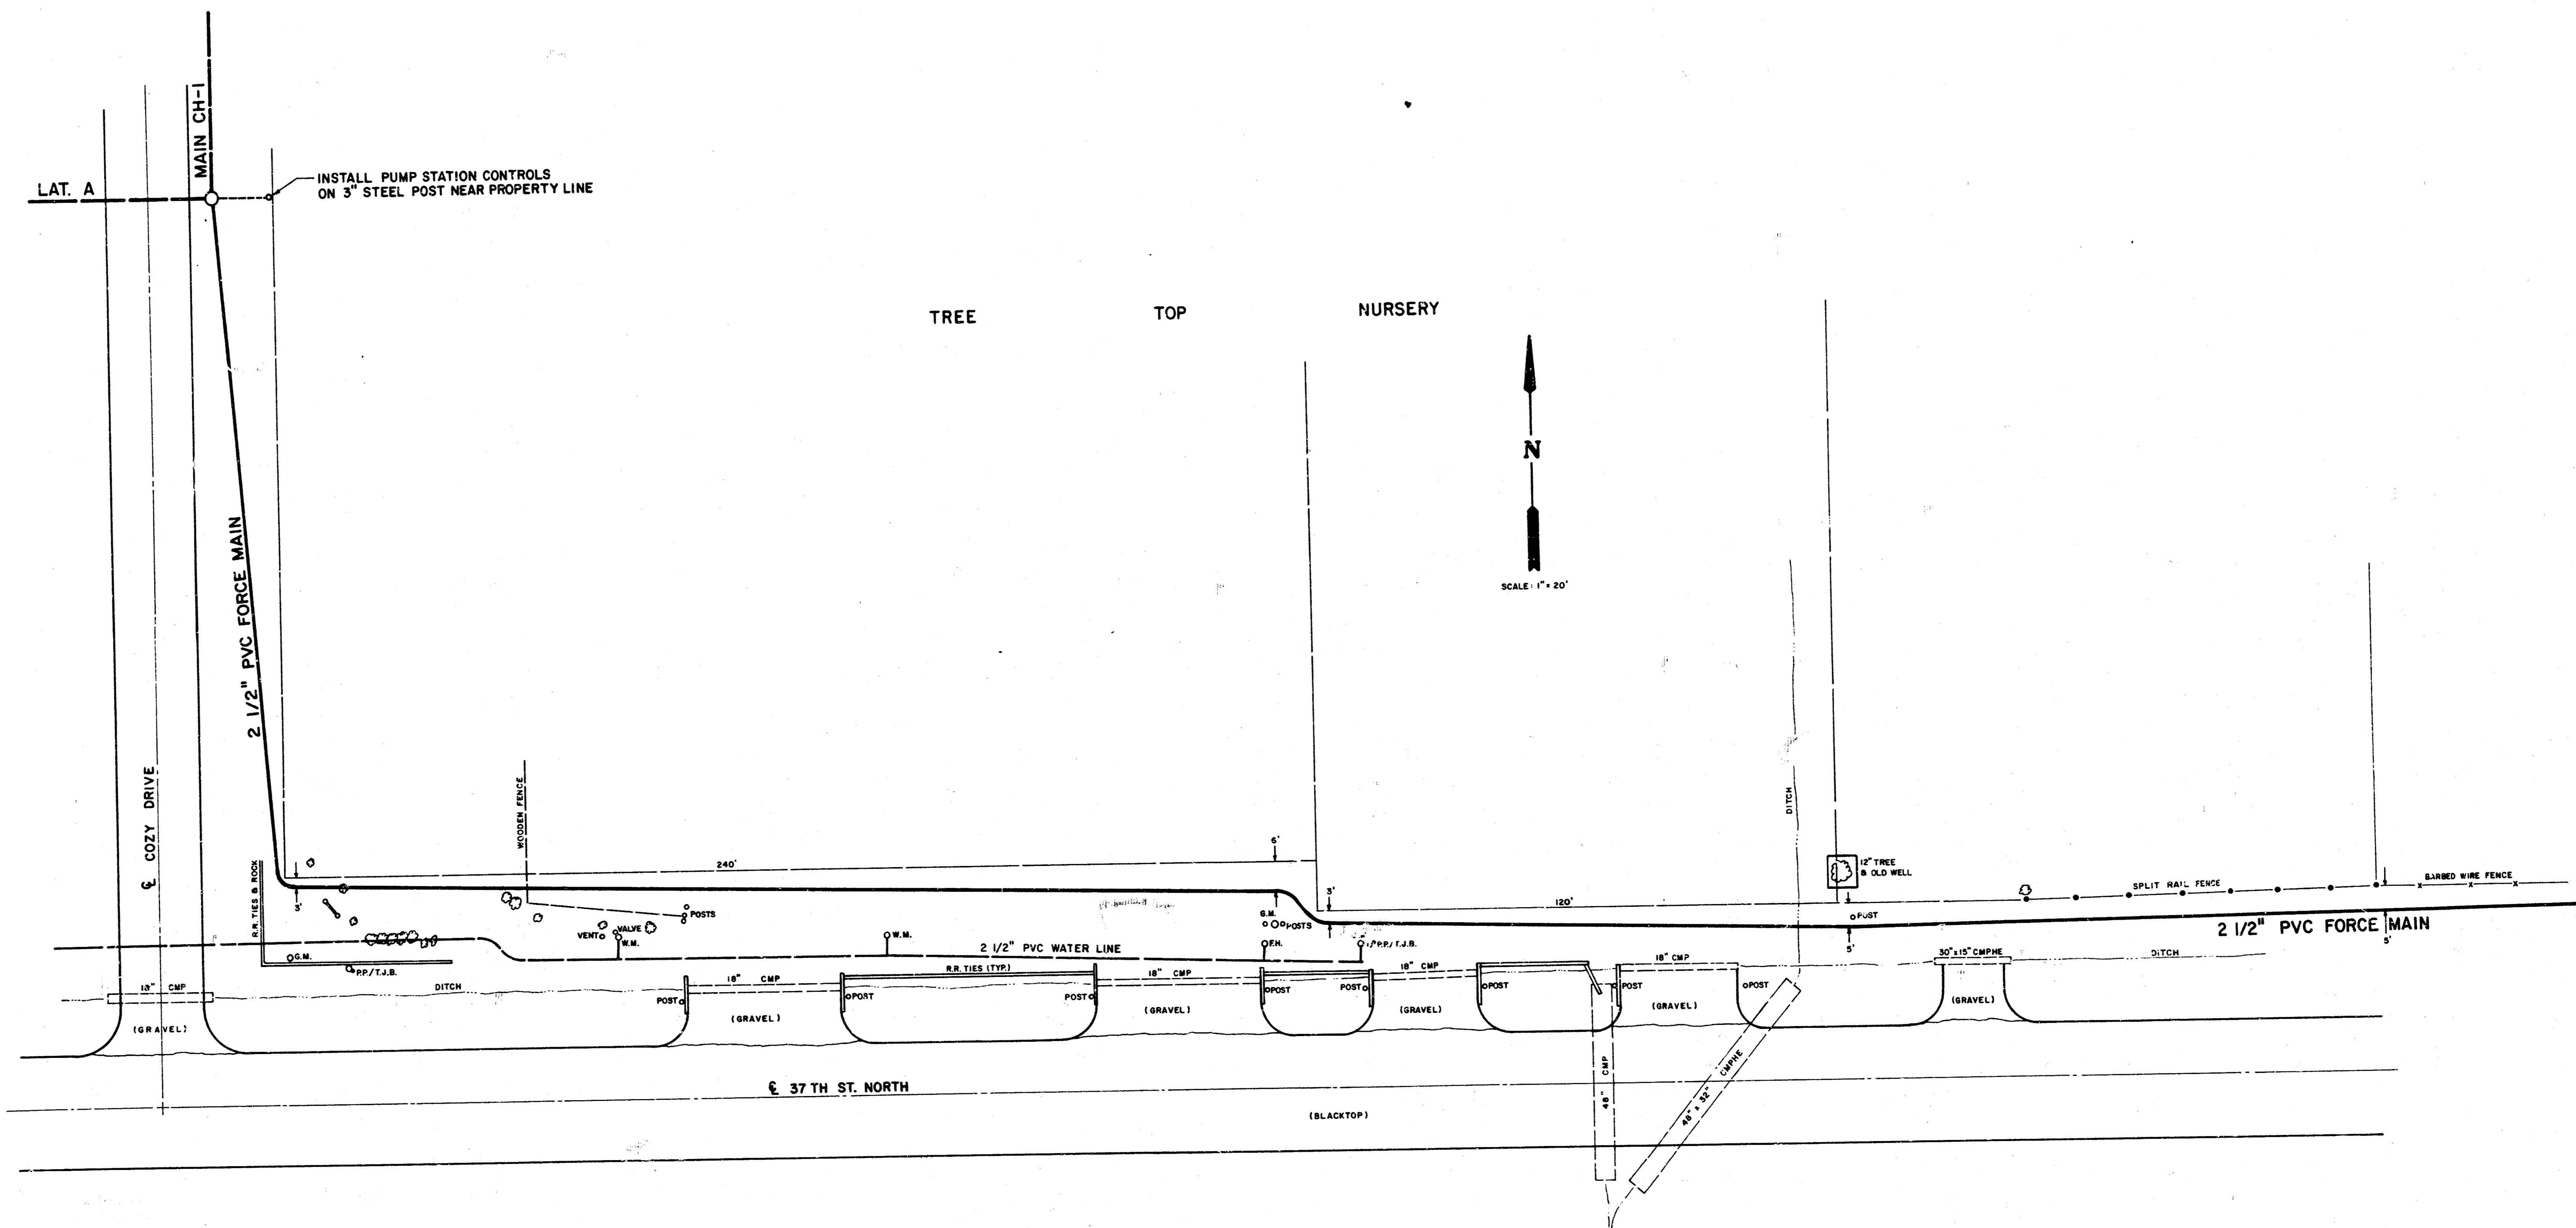 MAIN CH-1
LAT. A
INSTALL PUMP STATION CONTROLS
ON 3" STEEL POST NEAR PROPERTY LINE
TREE TOP NURSERY
N
SCALE: 1" = 20'
2 1/2" PVC FORCE MAIN
COZY DRIVE
℄
R.R. TIES & ROCK
WOODEN FENCE
DITCH
240'
6'
3'
3'
120'
12" TREE
& OLD WELL
SPLIT RAIL FENCE
BARBED WIRE FENCE
POSTS
VALVE
VENT
W.M.
W.M.
G.M.
POSTS
F.H.
P.P./T.J.B.
POST
5'
5'
2 1/2" PVC FORCE MAIN
2 1/2" PVC WATER LINE
G.M.
P.P./T.J.B.
R.R. TIES (TYP.)
18" CMP
DITCH
18" CMP
18" CMP
18" CMP
18" CMP
30" x 15" CMPHE
DITCH
POST
POST
POST
POST
POST
POST
POST
POST
(GRAVEL)
(GRAVEL)
(GRAVEL)
(GRAVEL)
(GRAVEL)
(GRAVEL)
48" CMP
48" x 32" CMPHE
℄ 37TH ST. NORTH
(BLACKTOP)